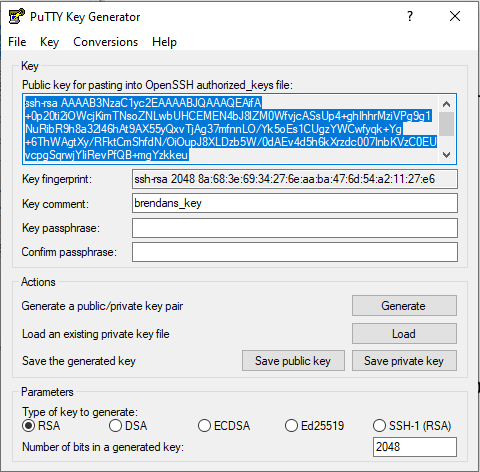 PuTTY Key Generator
File Key Conversions Help
Key
Public key for pasting into OpenSSH authorized_keys file:
ssh-rsa AAAAB3NzaC1yc2EAAAABJQAAAQEAifA
+0p20ti2iOWcjKimTNsoZNLwbUHCEMEN4bJ8lZM0WfvjcASsUp4+ghlhhrMziVPg9g1
NuRibR9h8a32l46hAt9AX55yQxvTjAg37mfnnLO/Yk5oEs1CUgzYWCwfyqk+Yg
+6ThWAgtXy/RFktCmShfdN/OiOupJ8XLDzb5W/0dAEv4d5h6kXrzdc007lnbKVzC0EU
vcpgSqrwjYliRevPfQB+mgYzkkeu
Key fingerprint: ssh-rsa 2048 8a:68:3e:69:34:27:6e:aa:ba:47:6d:54:a2:11:27:e6
Key comment: brendans_key
Key passphrase:
Confirm passphrase:
Actions
Generate a public/private key pair Generate
Load an existing private key file Load
Save the generated key Save public key Save private key
Parameters
Type of key to generate:
RSA DSA ECDSA Ed25519 SSH-1 (RSA)
Number of bits in a generated key: 2048